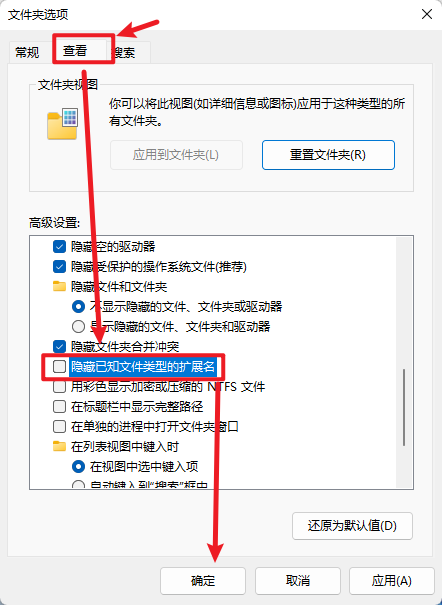 文件夹选项
常规
查看
搜索
文件夹视图
你可以将此视图(如详细信息或图标)应用于这种类型的所
有文件夹。
应用到文件夹(L)
重置文件夹(R)
高级设置:
隐藏空的驱动器
隐藏受保护的操作系统文件(推荐)
隐藏文件和文件夹
不显示隐藏的文件、文件夹或驱动器
显示隐藏的文件、文件夹和驱动器
隐藏文件夹合并冲突
隐藏已知文件类型的扩展名
用彩色显示加密或压缩的 NTFS 文件
在标题栏中显示完整路径
在单独的进程中打开文件夹窗口
在列表视图中键入时
在视图中选中键入项
自动键入到“搜索”框中
还原为默认值(D)
确定
取消
应用(A)